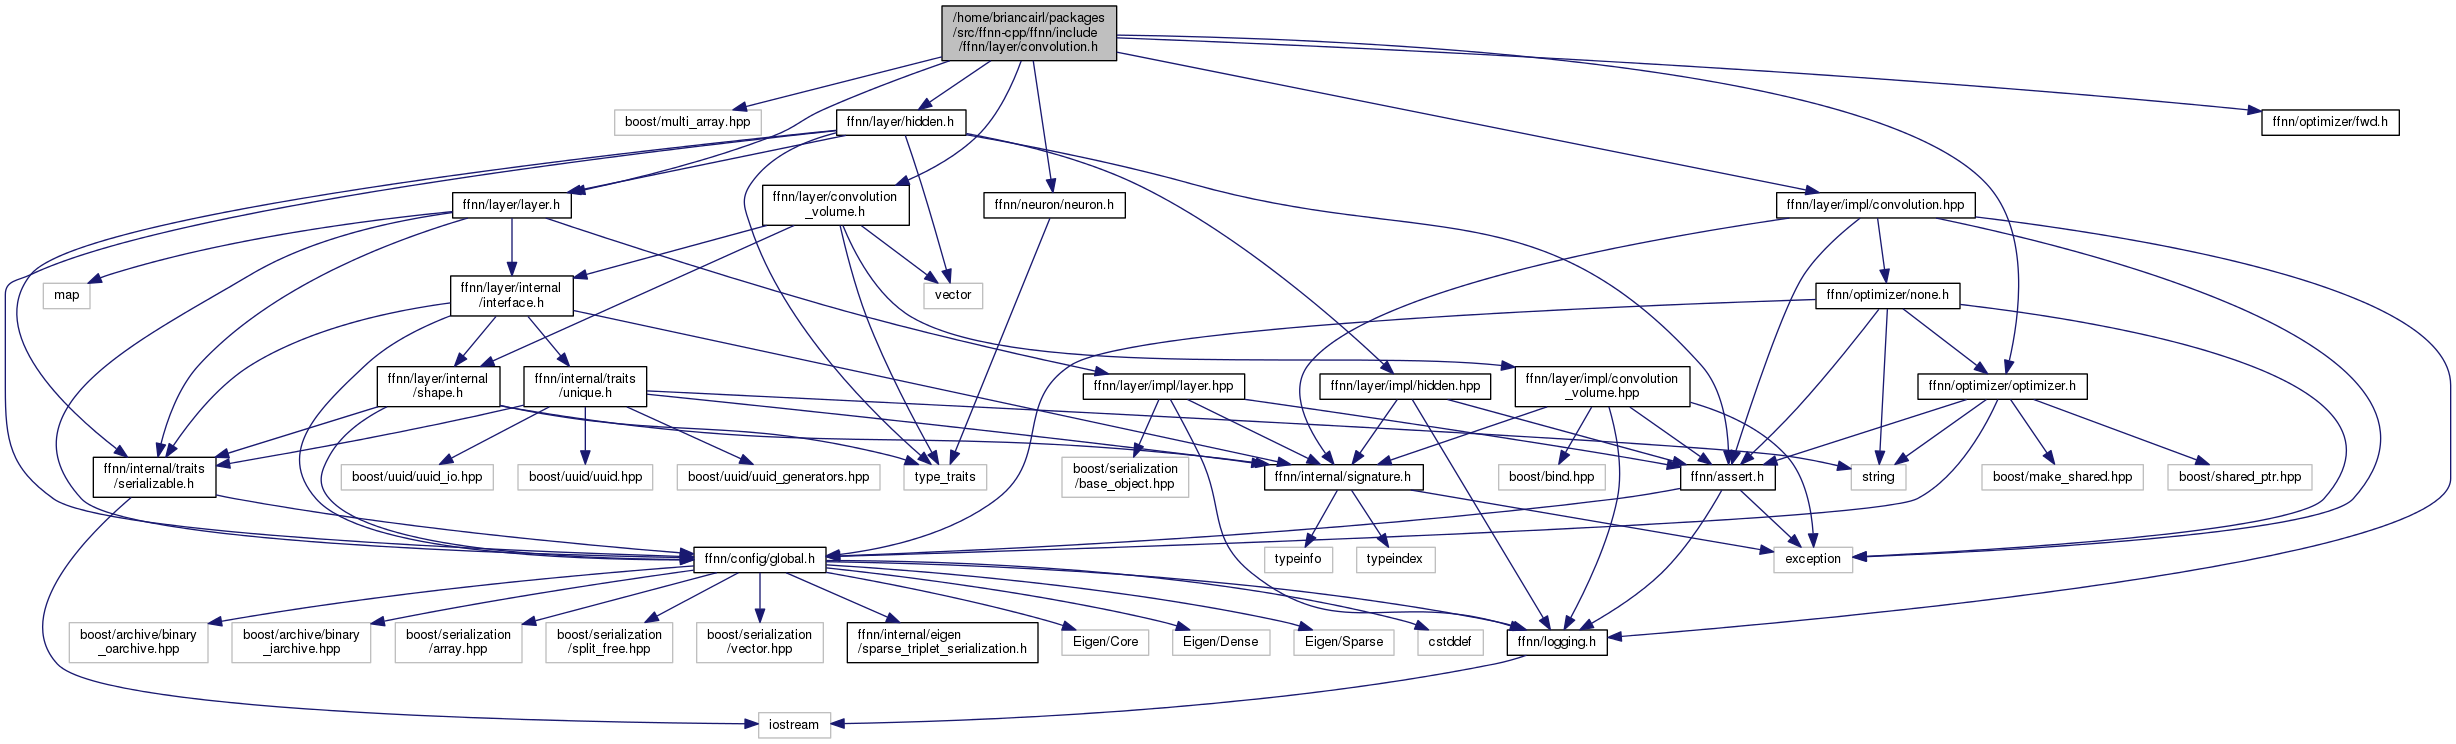 /home/briancairl/packages
/src/ffnn-cpp/ffnn/include
/ffnn/layer/convolution.h
boost/multi_array.hpp
ffnn/layer/hidden.h
ffnn/optimizer/fwd.h
ffnn/layer/layer.h
ffnn/layer/convolution
_volume.h
ffnn/neuron/neuron.h
ffnn/layer/impl/convolution.hpp
map
ffnn/layer/internal
/interface.h
vector
ffnn/optimizer/none.h
ffnn/layer/internal
/shape.h
ffnn/internal/traits
/unique.h
ffnn/layer/impl/layer.hpp
ffnn/layer/impl/hidden.hpp
ffnn/layer/impl/convolution
_volume.hpp
ffnn/optimizer/optimizer.h
ffnn/internal/traits
/serializable.h
boost/uuid/uuid_io.hpp
boost/uuid/uuid.hpp
boost/uuid/uuid_generators.hpp
type_traits
boost/serialization
/base_object.hpp
ffnn/internal/signature.h
boost/bind.hpp
ffnn/assert.h
string
boost/make_shared.hpp
boost/shared_ptr.hpp
ffnn/config/global.h
typeinfo
typeindex
exception
boost/archive/binary
_oarchive.hpp
boost/archive/binary
_iarchive.hpp
boost/serialization
/array.hpp
boost/serialization
/split_free.hpp
boost/serialization
/vector.hpp
ffnn/internal/eigen
/sparse_triplet_serialization.h
Eigen/Core
Eigen/Dense
Eigen/Sparse
cstddef
ffnn/logging.h
iostream